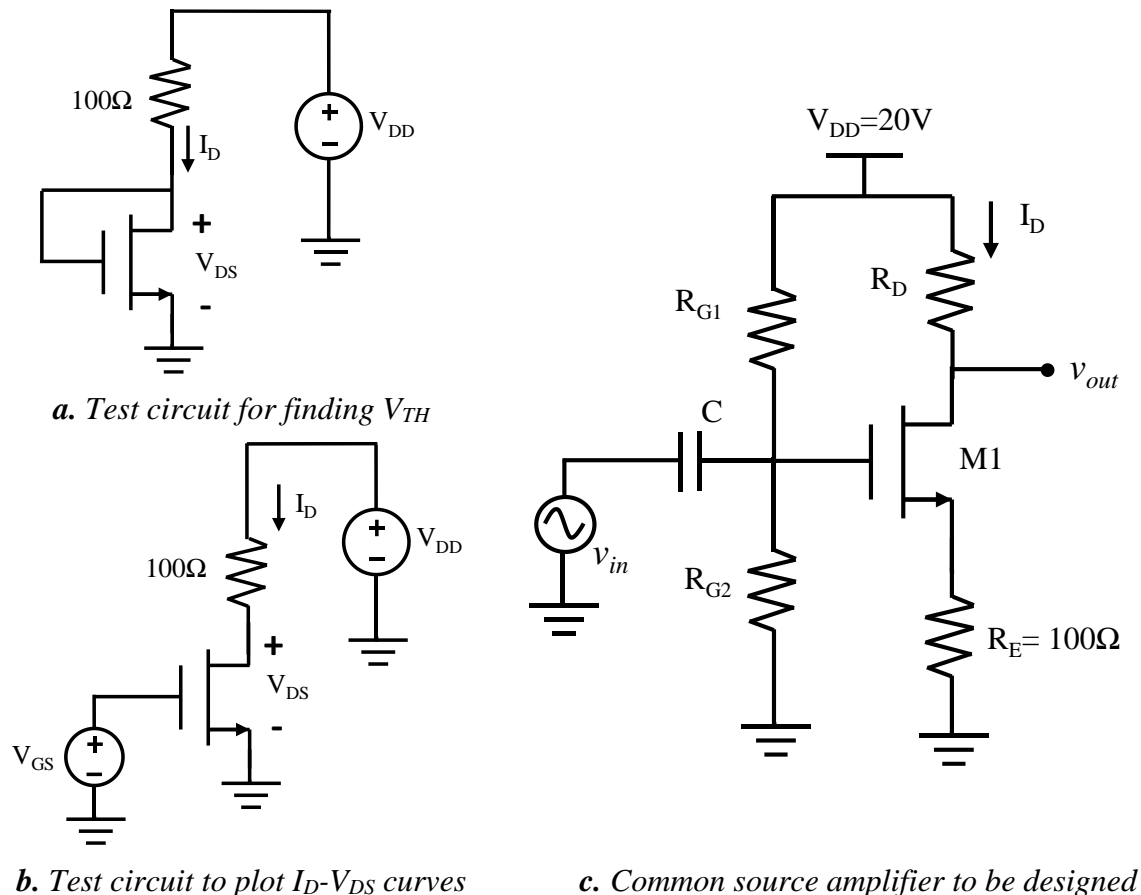 100Ω
I_D
V_DD
+
-
+
V_DS
-
a. Test circuit for finding V_TH
I_D
100Ω
V_DD
+
-
+
V_DS
-
V_GS
+
-
b. Test circuit to plot I_D-V_DS curves
V_DD=20V
I_D
R_D
R_G1
v_out
C
M1
v_in
R_G2
R_E= 100Ω
c. Common source amplifier to be designed